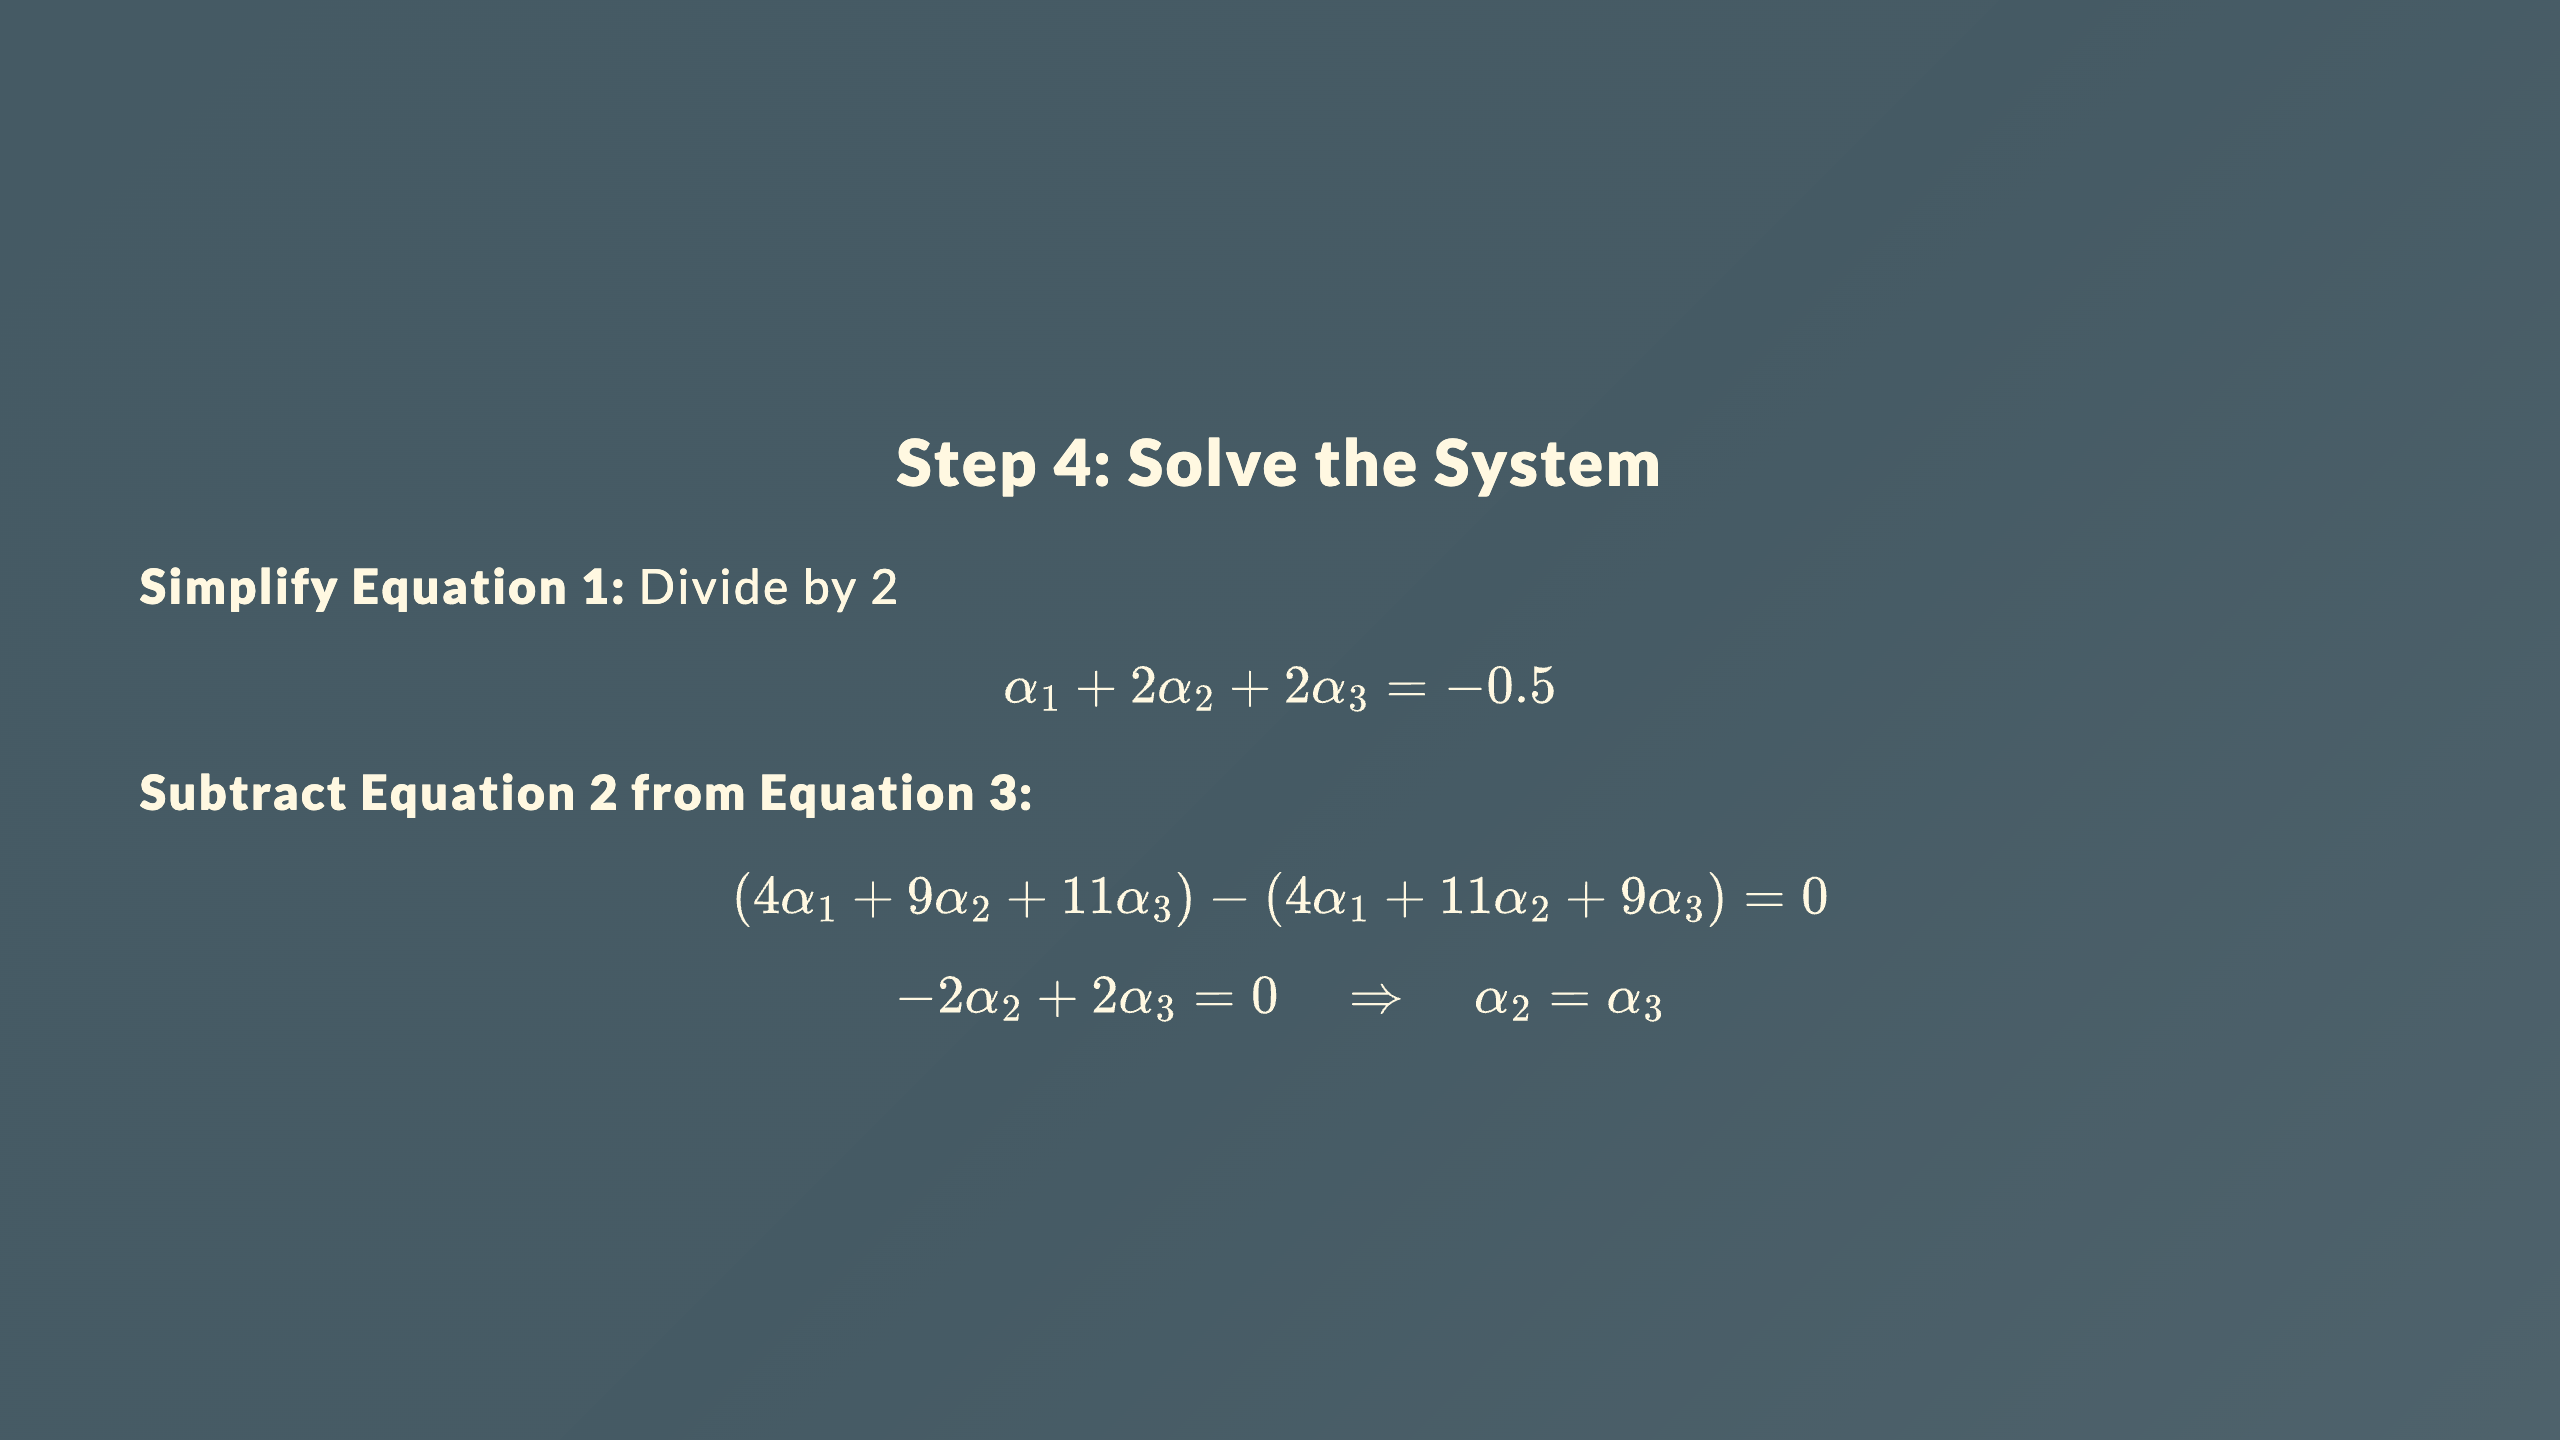 Step 4: Solve the System
Simplify Equation 1: Divide by 2
α₁ + 2α₂ + 2α₃ = −0.5
Subtract Equation 2 from Equation 3:
(4α₁ + 9α₂ + 11α₃) − (4α₁ + 11α₂ + 9α₃) = 0
−2α₂ + 2α₃ = 0 ⇒ α₂ = α₃